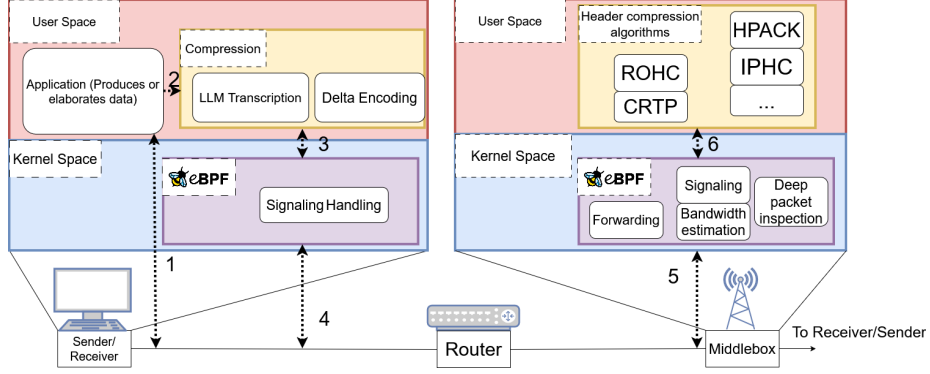 User Space
Compression
Application (Produces or
elaborates data)
2
LLM Transcription
Delta Encoding
3
Kernel Space
eBPF
Signaling Handling
1
4
Sender/
Receiver
Router
User Space
Header compression
algorithms
HPACK
ROHC
IPHC
CRTP
...
6
Kernel Space
eBPF
Signaling
Deep
packet
inspection
Forwarding
Bandwidth
estimation
5
Middlebox
To Receiver/Sender